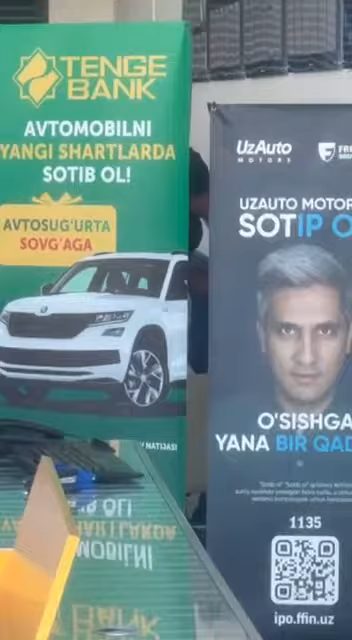 TENGE
BANK
AVTOMOBILNI
YANGI SHARTLARDA
SOTIB OL!
AVTOSUG'URTA
SOVG'AGA
NATIJASI
UzAuto
MOTORS
UZAUTO MOTOR
SOTIP O
O'SISHGA
YANA BIR QAD
1135
ipo.ffin.uz